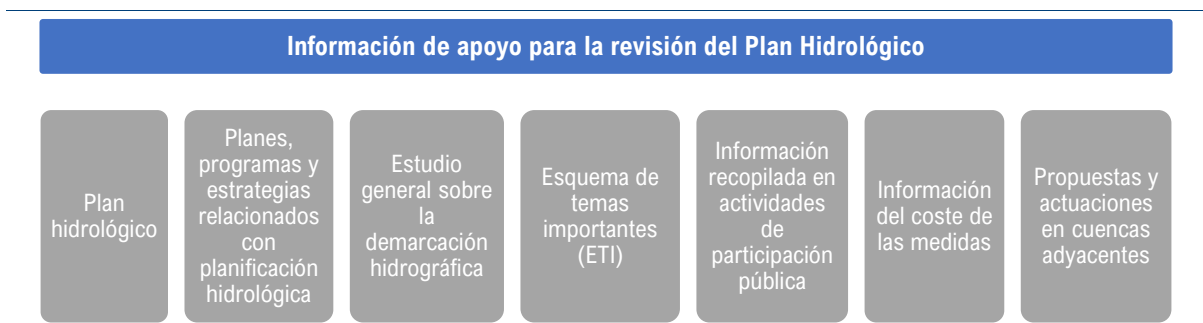 Información de apoyo para la revisión del Plan Hidrológico
Plan
hidrológico
Planes,
programas y
estrategias
relacionados
con
planificación
hidrológica
Estudio
general sobre
la
demarcación
hidrográfica
Esquema de
temas
importantes
(ETI)
Información
recopilada en
actividades
de
participación
pública
Información
del coste de
las medidas
Propuestas y
actuaciones
en cuencas
adyacentes